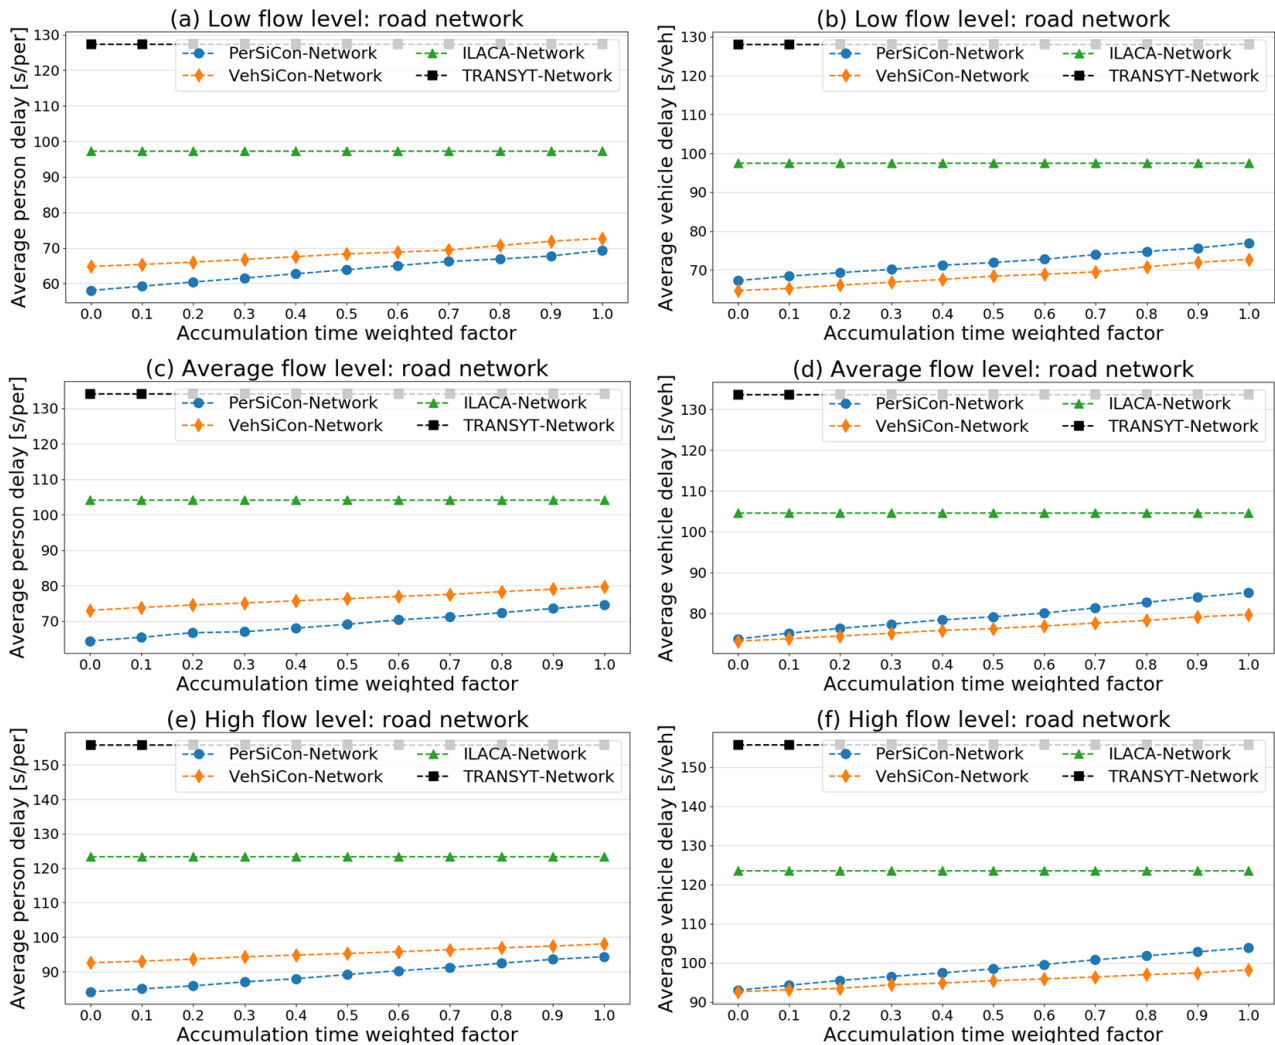 (a) Low flow level: road network
Average person delay [s/per]
130
120
110
100
90
80
70
60
PerSiCon-Network
VehSiCon-Network
ILACA-Network
TRANSYT-Network
0.0 0.1 0.2 0.3 0.4 0.5 0.6 0.7 0.8 0.9 1.0
Accumulation time weighted factor
(b) Low flow level: road network
Average vehicle delay [s/veh]
130
120
110
100
90
80
70
PerSiCon-Network
VehSiCon-Network
ILACA-Network
TRANSYT-Network
0.0 0.1 0.2 0.3 0.4 0.5 0.6 0.7 0.8 0.9 1.0
Accumulation time weighted factor
(c) Average flow level: road network
Average person delay [s/per]
130
120
110
100
90
80
70
PerSiCon-Network
VehSiCon-Network
ILACA-Network
TRANSYT-Network
0.0 0.1 0.2 0.3 0.4 0.5 0.6 0.7 0.8 0.9 1.0
Accumulation time weighted factor
(d) Average flow level: road network
Average vehicle delay [s/veh]
130
120
110
100
90
80
PerSiCon-Network
VehSiCon-Network
ILACA-Network
TRANSYT-Network
0.0 0.1 0.2 0.3 0.4 0.5 0.6 0.7 0.8 0.9 1.0
Accumulation time weighted factor
(e) High flow level: road network
Average person delay [s/per]
150
140
130
120
110
100
90
PerSiCon-Network
VehSiCon-Network
ILACA-Network
TRANSYT-Network
0.0 0.1 0.2 0.3 0.4 0.5 0.6 0.7 0.8 0.9 1.0
Accumulation time weighted factor
(f) High flow level: road network
Average vehicle delay [s/veh]
150
140
130
120
110
100
90
PerSiCon-Network
VehSiCon-Network
ILACA-Network
TRANSYT-Network
0.0 0.1 0.2 0.3 0.4 0.5 0.6 0.7 0.8 0.9 1.0
Accumulation time weighted factor